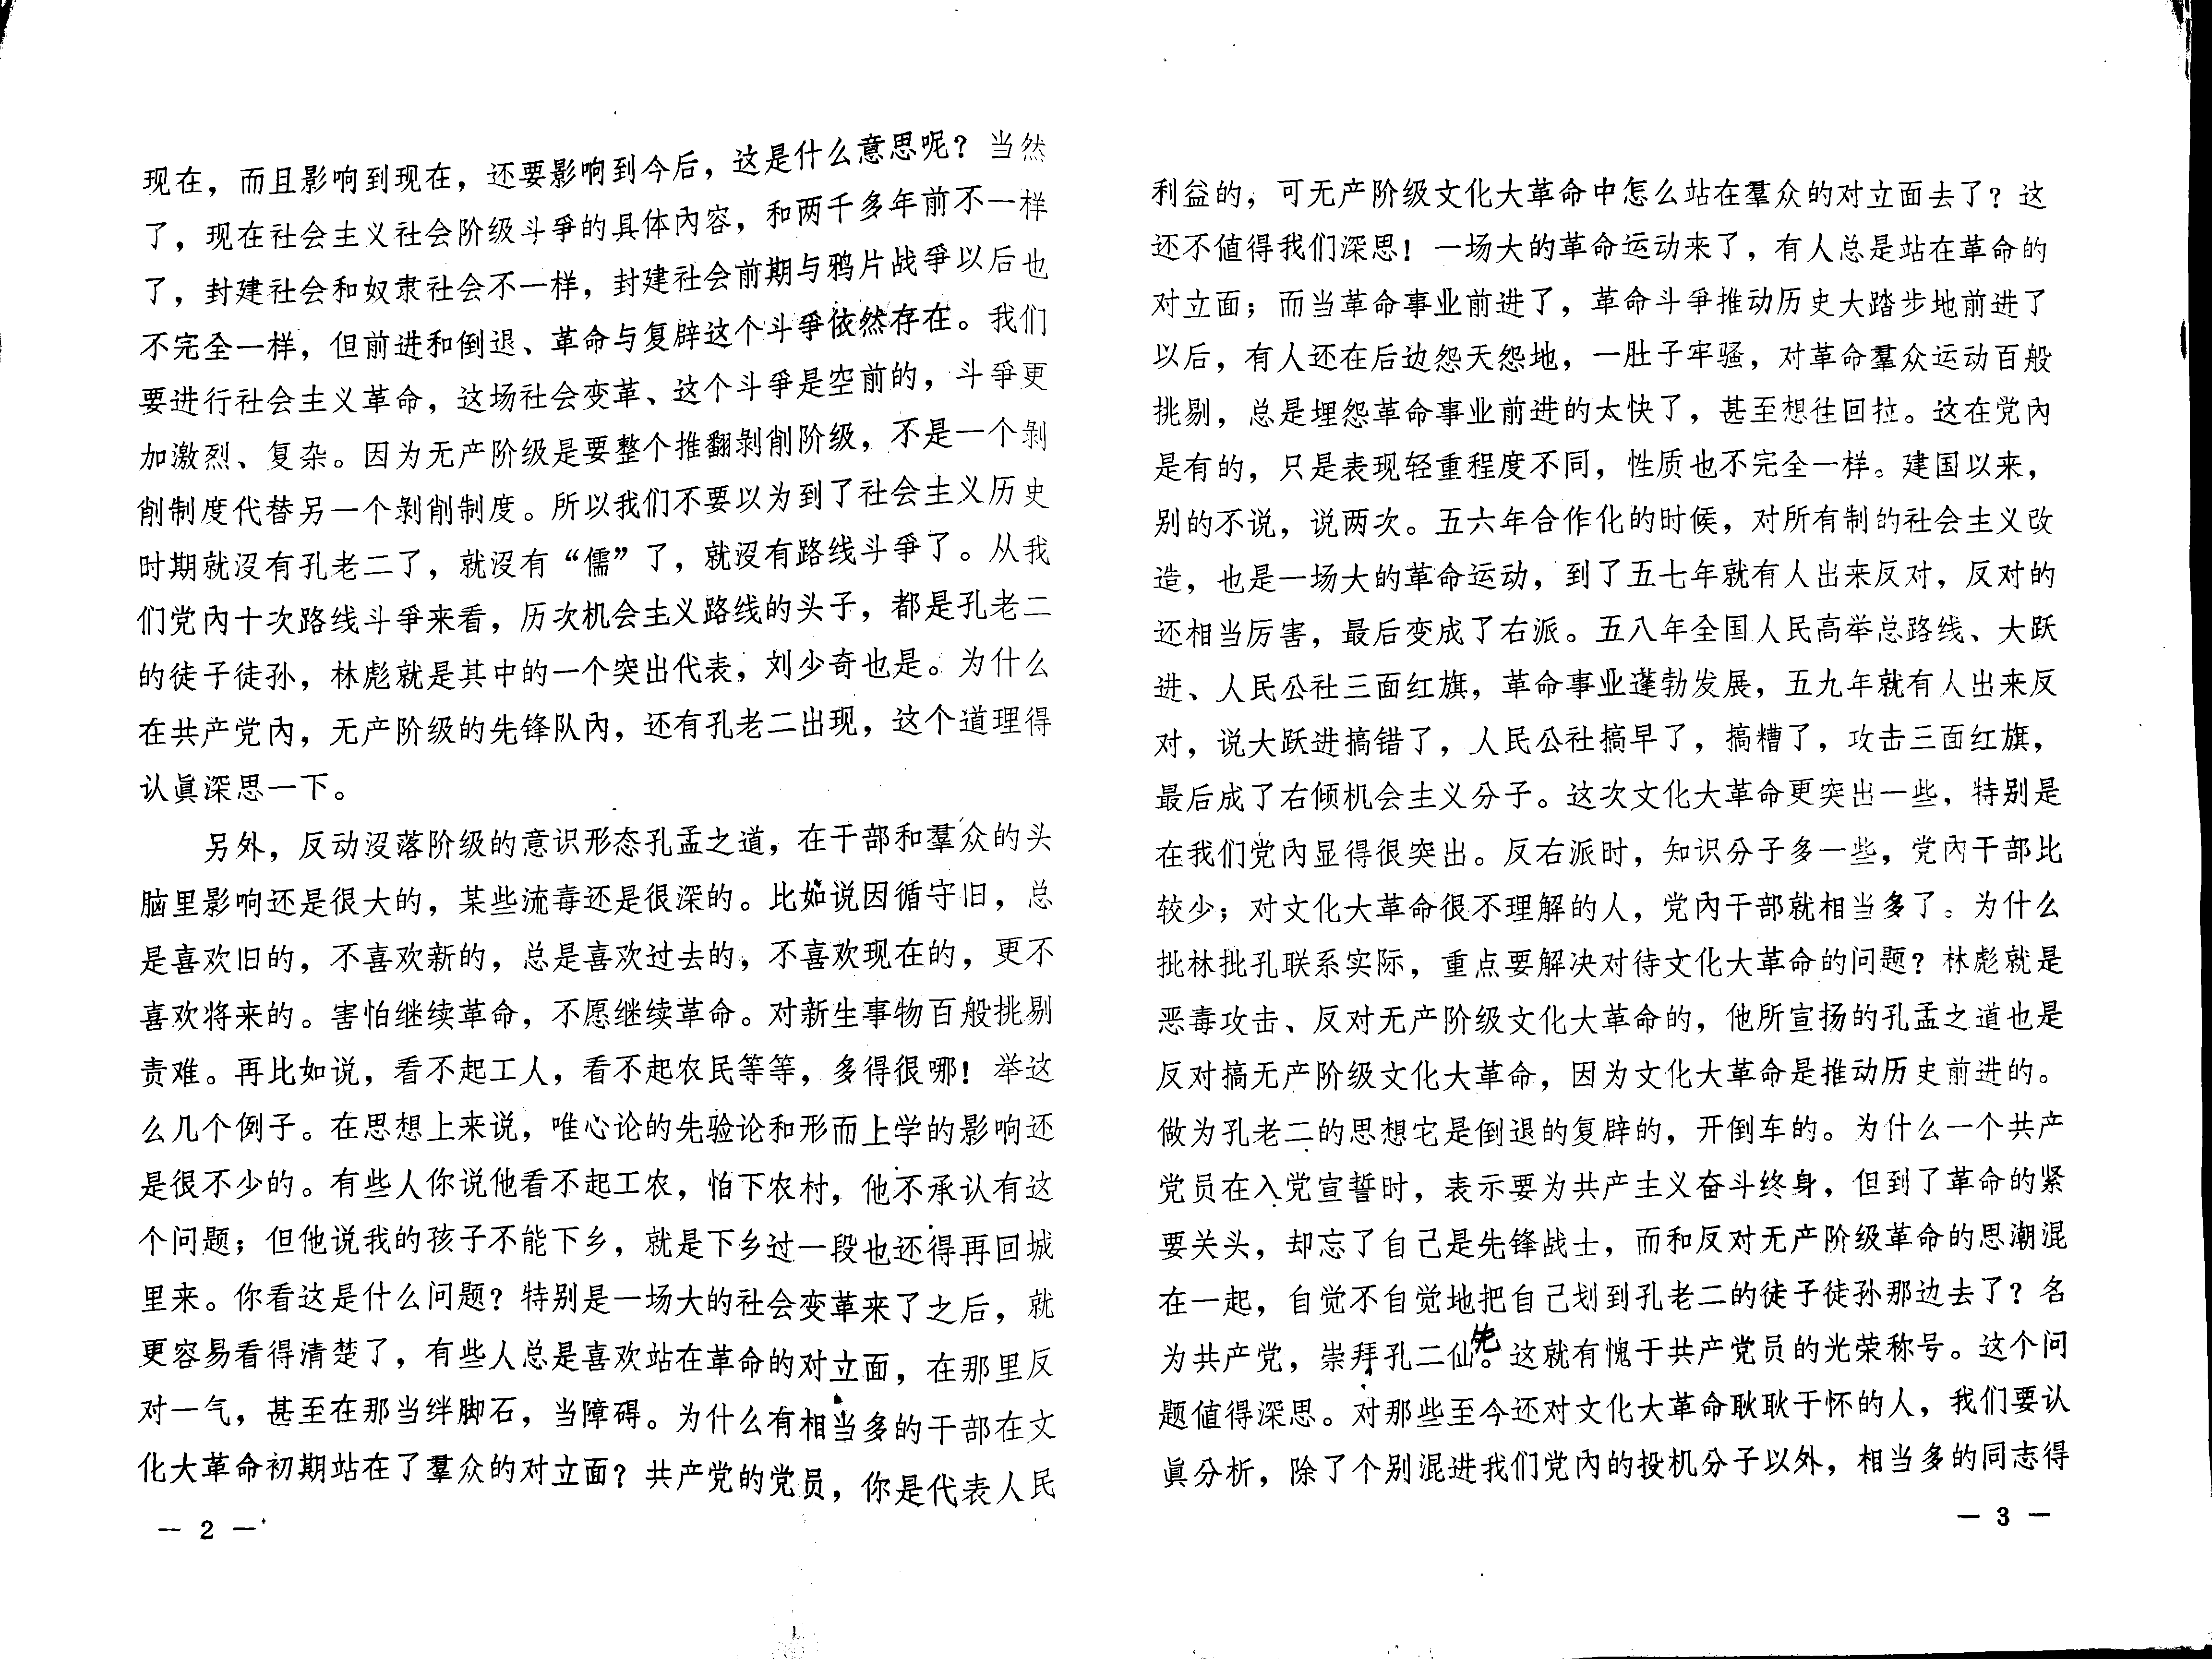 现在，而且影响到现在，还要影响到今后，这是什么意思呢？当然
了，现在社会主义社会阶级斗爭的具体內容，和两千多年前不一样
了，封建社会和奴隶社会不一样，封建社会前期与鸦片战爭以后也
不完全一样，但前进和倒退、革命与复辟这个斗爭依然存在。我们
要进行社会主义革命，这场社会变革、这个斗爭是空前的，斗爭更
加激烈、复杂。因为无产阶级是要整个推翻剝削阶级，不是一个剝
削制度代替另一个剝削制度。所以我们不要以为到了社会主义历史
时期就沒有孔老二了，就沒有“儒”了，就沒有路线斗爭了。从我
们党內十次路线斗爭来看，历次机会主义路线的头子，都是孔老二
的徒子徒孙，林彪就是其中的一个突出代表，刘少奇也是。为什么
在共产党內，无产阶级的先锋队內，还有孔老二出现，这个道理得
认眞深思一下。
另外，反动沒落阶级的意识形态孔孟之道，在干部和羣众的头
脑里影响还是很大的，某些流毒还是很深的。比如说因循守旧，总
是喜欢旧的，不喜欢新的，总是喜欢过去的，不喜欢现在的，更不
喜欢将来的。害怕继续革命，不愿继续革命。对新生事物百般挑剔
责难。再比如说，看不起工人，看不起农民等等，多得很哪！举这
么几个例子。在思想上来说，唯心论的先验论和形而上学的影响还
是很不少的。有些人你说他看不起工农，怕下农村，他不承认有这
个问题；但他说我的孩子不能下乡，就是下乡过一段也还得再回城
里来。你看这是什么问题？特别是一场大的社会变革来了之后，就
更容易看得清楚了，有些人总是喜欢站在革命的对立面，在那里反
对一气，甚至在那当绊脚石，当障碍。为什么有相当多的干部在文
化大革命初期站在了羣众的对立面？共产党的党员，你是代表人民
— 2 —
利益的，可无产阶级文化大革命中怎么站在羣众的对立面去了？这
还不值得我们深思！一场大的革命运动来了，有人总是站在革命的
对立面；而当革命事业前进了，革命斗爭推动历史大踏步地前进了
以后，有人还在后边怨天怨地，一肚子牢骚，对革命羣众运动百般
挑剔，总是埋怨革命事业前进的太快了，甚至想往回拉。这在党內
是有的，只是表现轻重程度不同，性质也不完全一样。建国以来，
别的不说，说两次。五六年合作化的时候，对所有制的社会主义改
造，也是一场大的革命运动，到了五七年就有人出来反对，反对的
还相当厉害，最后变成了右派。五八年全国人民高举总路线、大跃
进、人民公社三面红旗，革命事业蓬勃发展，五九年就有人出来反
对，说大跃进搞错了，人民公社搞早了，搞糟了，攻击三面红旗，
最后成了右倾机会主义分子。这次文化大革命更突出一些，特别是
在我们党內显得很突出。反右派时，知识分子多一些，党內干部比
较少；对文化大革命很不理解的人，党內干部就相当多了。为什么
批林批孔联系实际，重点要解决对待文化大革命的问题？林彪就是
恶毒攻击、反对无产阶级文化大革命的，他所宣扬的孔孟之道也是
反对搞无产阶级文化大革命，因为文化大革命是推动历史前进的。
做为孔老二的思想它是倒退的复辟的，开倒车的。为什么一个共产
党员在入党宣誓时，表示要为共产主义奋斗终身，但到了革命的紧
要关头，却忘了自己是先锋战士，而和反对无产阶级革命的思潮混
在一起，自觉不自觉地把自己划到孔老二的徒子徒孙那边去了？名
为共产党，崇拜孔二仙先。这就有愧于共产党员的光荣称号。这个问
题值得深思。对那些至今还对文化大革命耿耿于怀的人，我们要认
眞分析，除了个别混进我们党內的投机分子以外，相当多的同志得
— 3 —